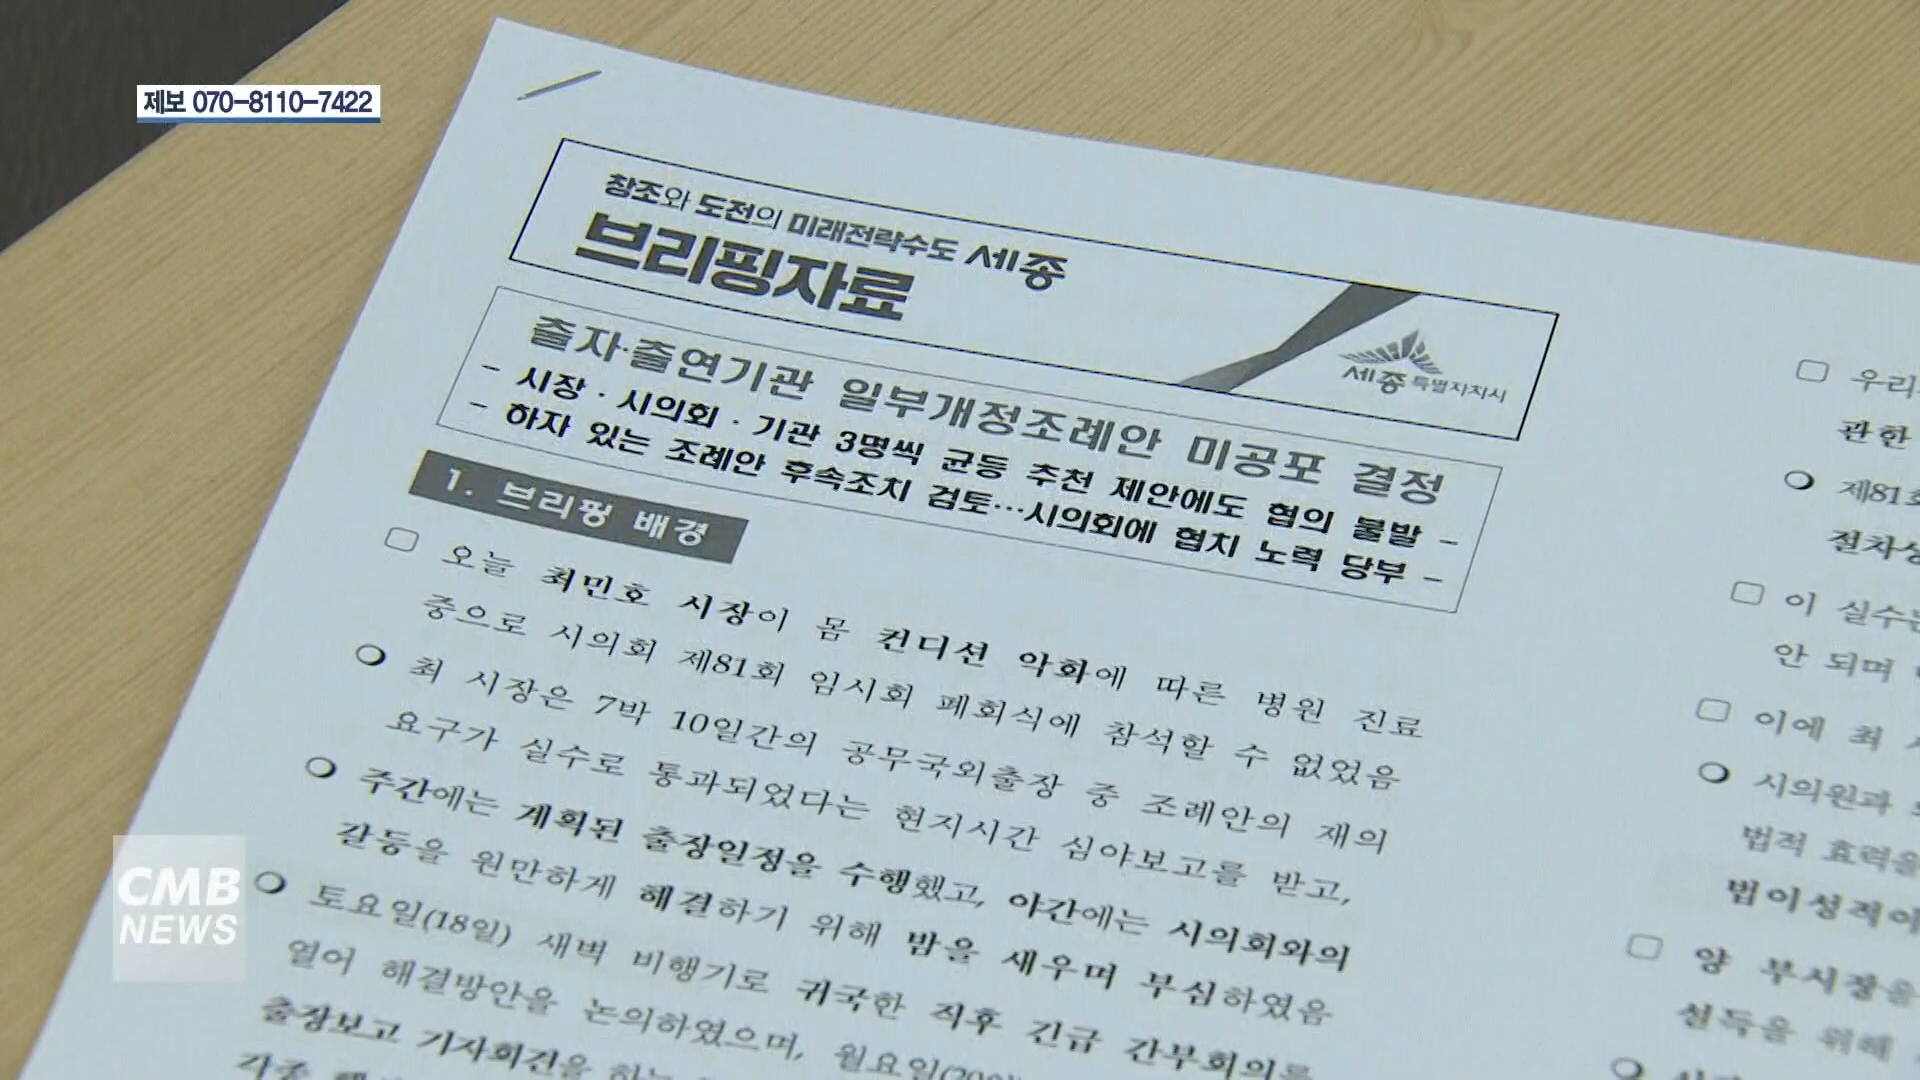 제보 070-8110-7422
창조와 도전의 미래전략수도 세종
브리핑자료
세종특별자치시
출자·출연기관 일부개정조례안 미공포 결정
- 시장·시의회·기관 3명씩 균등 추천 제안에도 협의 불발 -
- 하자 있는 조례안 후속조치 검토…시의회에 협치 노력 당부 -
1. 브리핑 배경
□ 오늘 최민호 시장이 몸 컨디션 악화에 따른 병원 진료
중으로 시의회 제81회 임시회 폐회식에 참석할 수 없었음
❍ 최 시장은 7박 10일간의 공무국외출장 중 조례안의 재의
요구가 실수로 통과되었다는 현지시간 심야보고를 받고,
❍ 주간에는 계획된 출장일정을 수행했고, 야간에는 시의회와의
갈등을 원만하게 해결하기 위해 밤을 새우며 부심하였음
❍ 토요일(18일) 새벽 비행기로 귀국한 직후 긴급 간부회의를
열어 해결방안을 논의하였으며, 월요일(20일
출장보고 기자회견을 하는
각종
□ 우리
관한
❍ 제81회
절차상
□ 이 실수는
안 되며
□ 이에 최
❍ 시의원과
법적 효력을
법이성적이
□ 양 부시장을
설득을 위해
CMB
NEWS